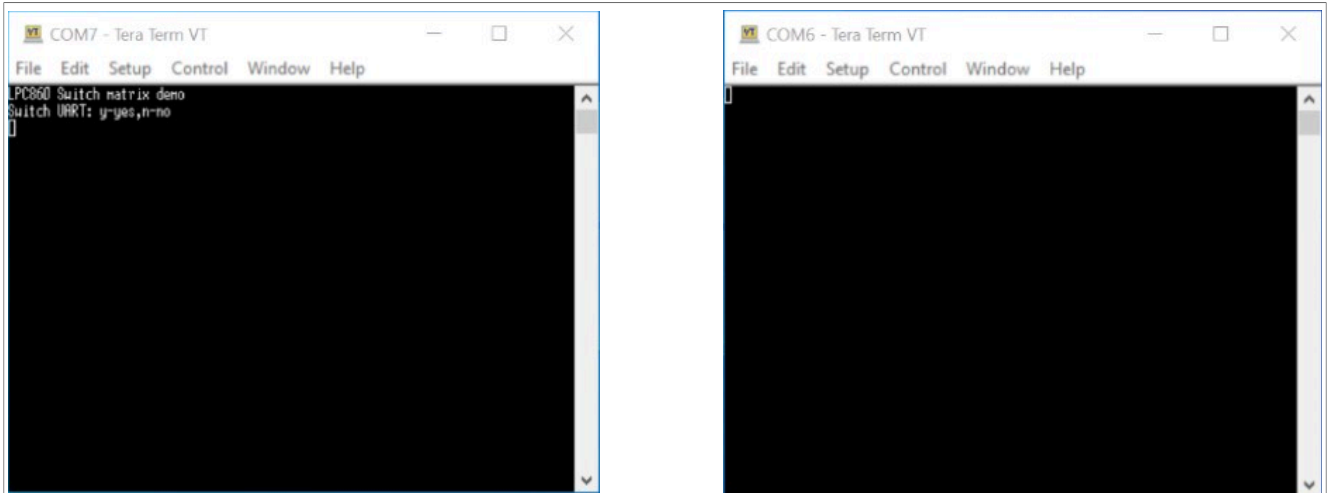 COM7 - Tera Term VT
File Edit Setup Control Window Help
LPC860 Switch matrix demo
Switch UART: y-yes,n-no
COM6 - Tera Term VT
File Edit Setup Control Window Help